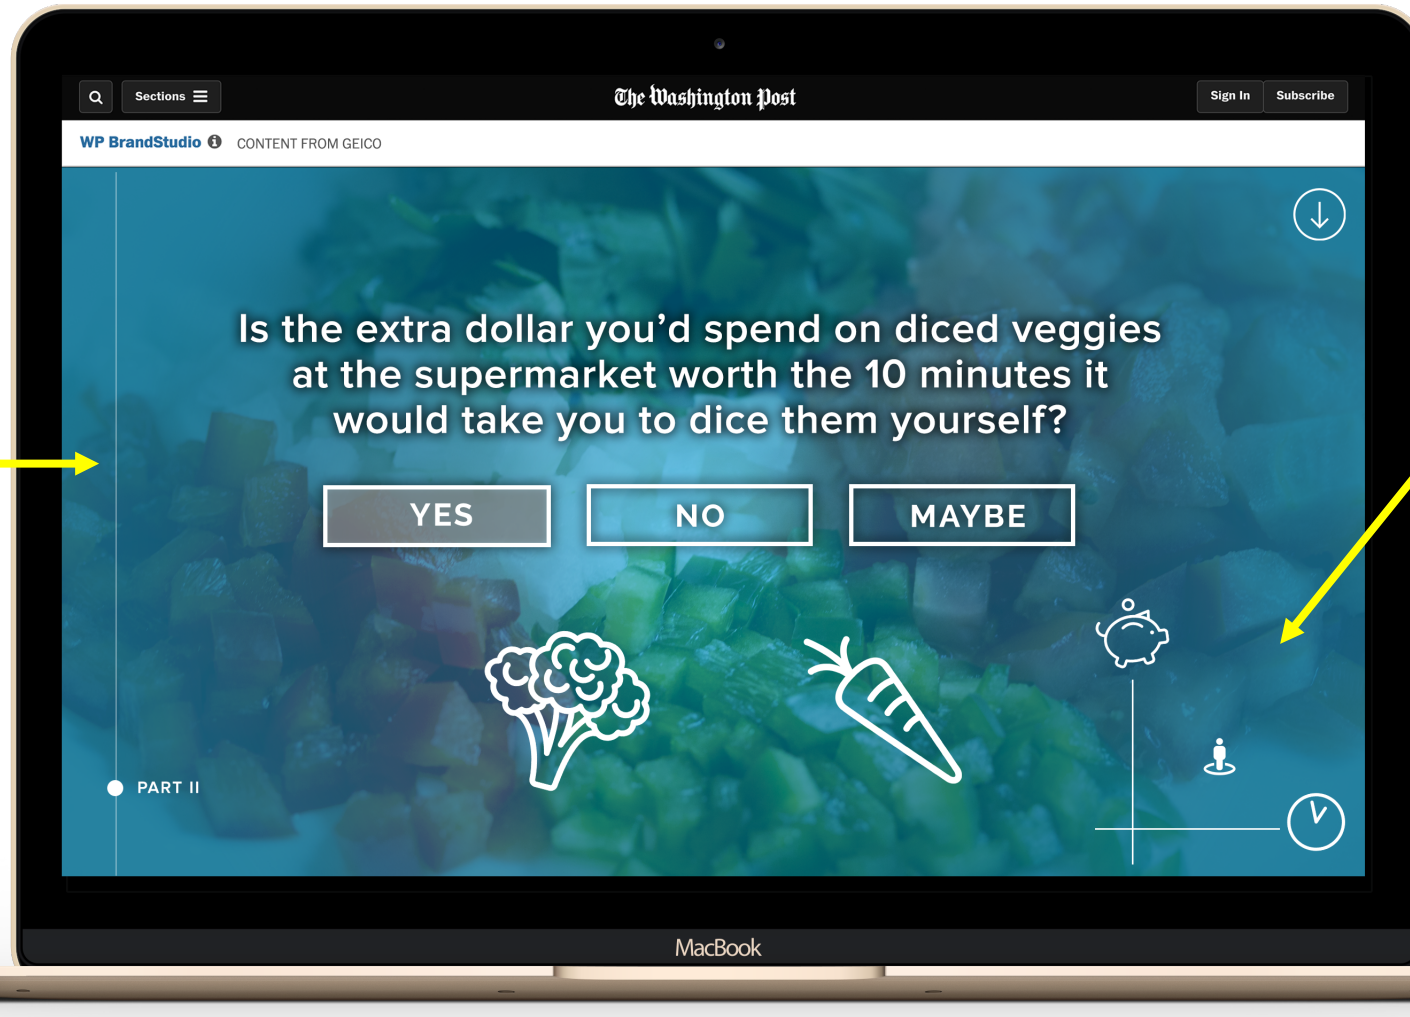 Sections
The Washington Post
Sign In
Subscribe
WP BrandStudio
CONTENT FROM GEICO
Is the extra dollar you’d spend on diced veggies
at the supermarket worth the 10 minutes it
would take you to dice them yourself?
YES
NO
MAYBE
PART II
MacBook